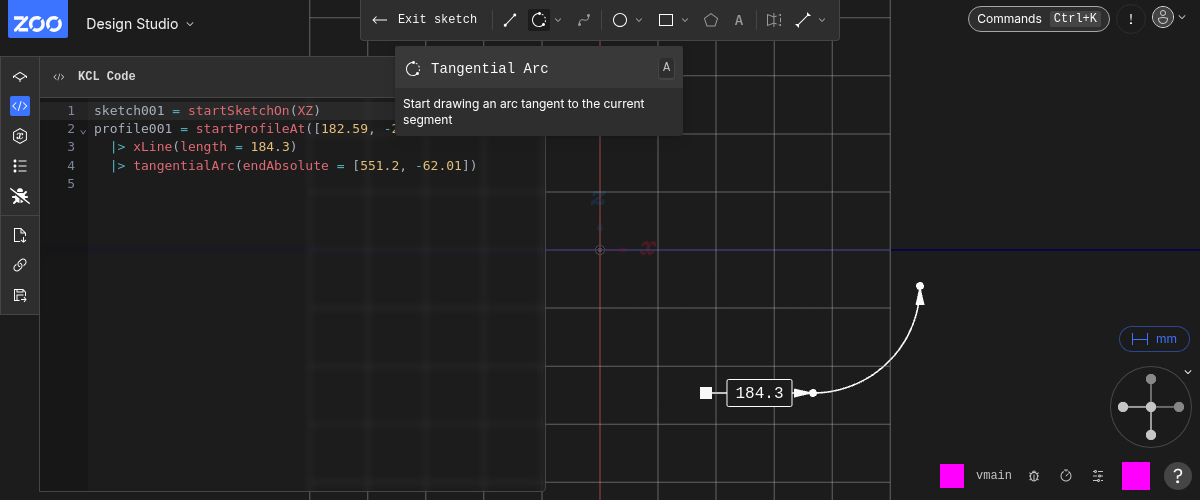 ZOO Design Studio
Exit sketch
A
Commands Ctrl+K
!
Tangential Arc A
Start drawing an arc tangent to the current
segment
KCL Code
1 sketch001 = startSketchOn(XZ)
2 profile001 = startProfileAt([182.59, -2
3 |> xLine(length = 184.3)
4 |> tangentialArc(endAbsolute = [551.2, -62.01])
5
z
x
184.3
mm
vmain
?